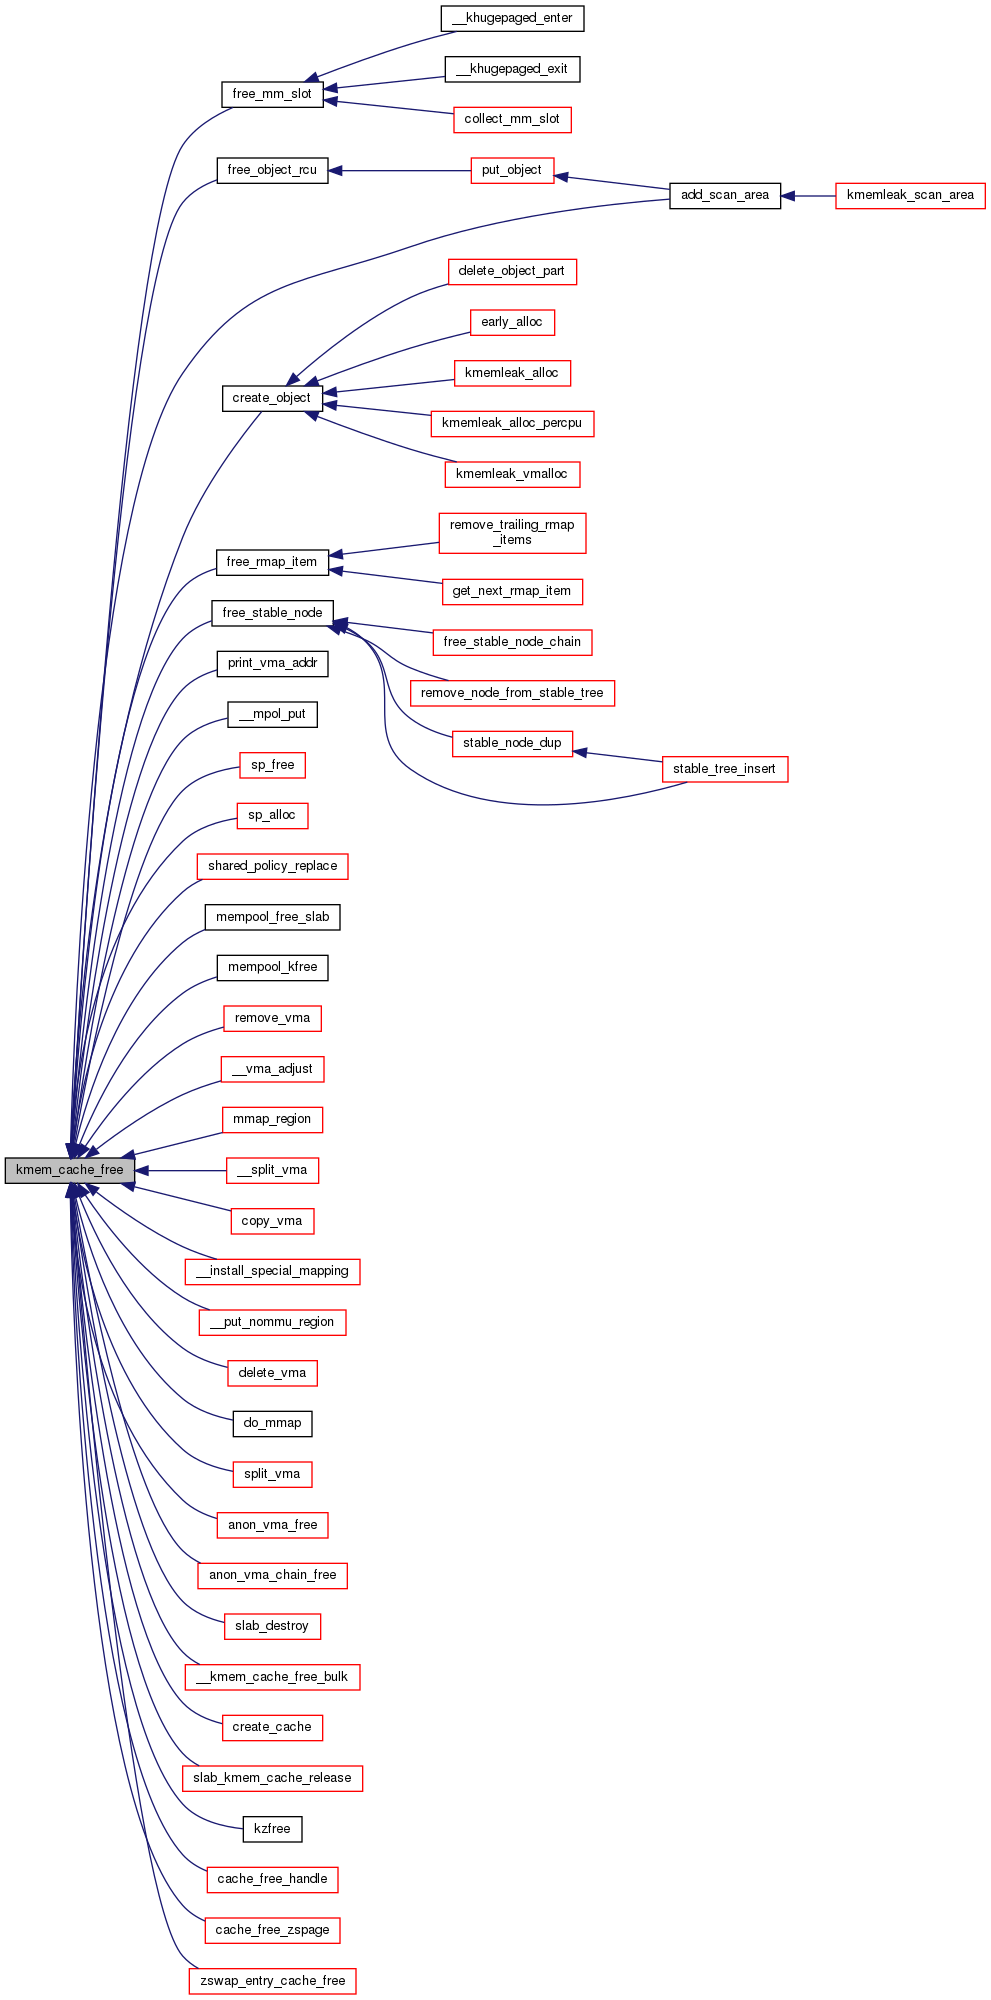 __khugepaged_enter
__khugepaged_exit
free_mm_slot
collect_mm_slot
free_object_rcu
put_object
add_scan_area
kmemleak_scan_area
delete_object_part
early_alloc
kmemleak_alloc
create_object
kmemleak_alloc_percpu
kmemleak_vmalloc
remove_trailing_rmap
_items
free_rmap_item
get_next_rmap_item
free_stable_node
free_stable_node_chain
print_vma_addr
remove_node_from_stable_tree
__mpol_put
stable_node_dup
sp_free
stable_tree_insert
sp_alloc
shared_policy_replace
mempool_free_slab
mempool_kfree
remove_vma
__vma_adjust
mmap_region
kmem_cache_free
__split_vma
copy_vma
__install_special_mapping
__put_nommu_region
delete_vma
do_mmap
split_vma
anon_vma_free
anon_vma_chain_free
slab_destroy
__kmem_cache_free_bulk
create_cache
slab_kmem_cache_release
kzfree
cache_free_handle
cache_free_zspage
zswap_entry_cache_free